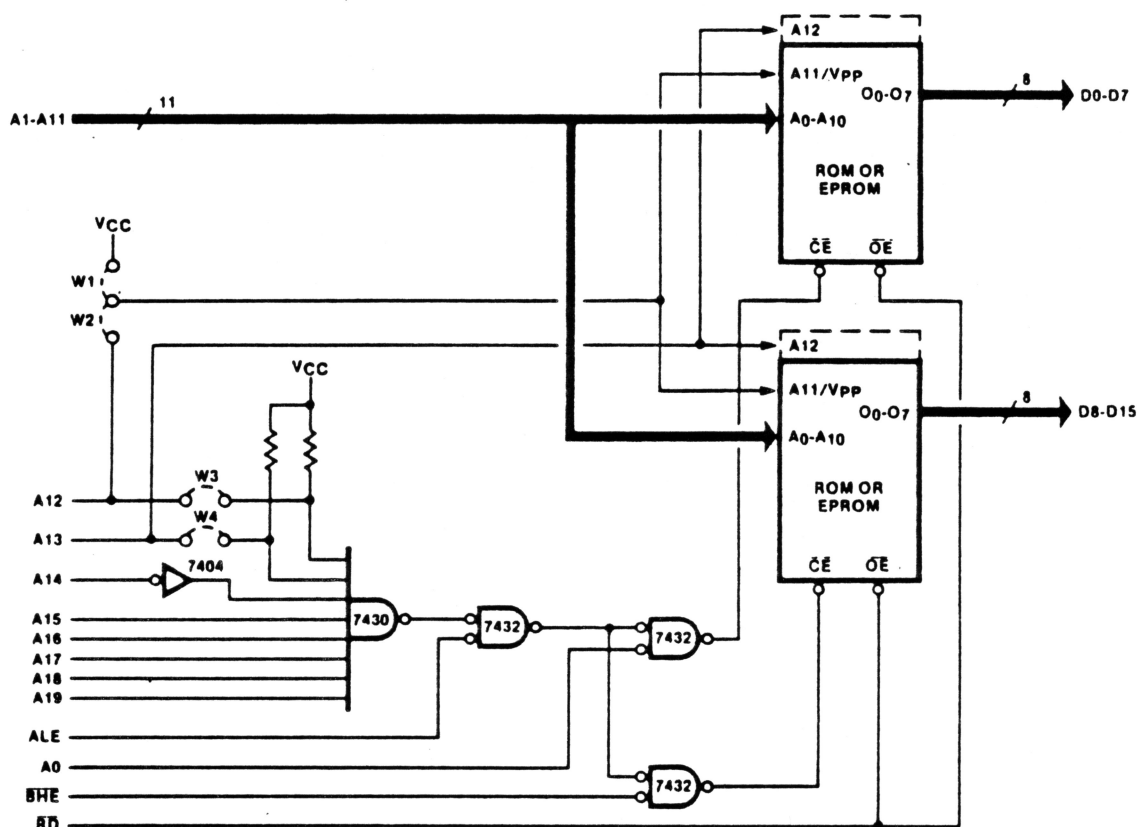 A12
A11/VPP
O0-O7
8
D0-D7
A1-A11
11
A0-A10
ROM OR
EPROM
CE
OE
VCC
W1
W2
A12
A11/VPP
O0-O7
8
D8-D15
A0-A10
ROM OR
EPROM
CE
OE
VCC
A12
W3
A13
W4
A14
7404
A15
7430
7432
7432
A16
A17
A18
A19
ALE
A0
7432
BHE
RD